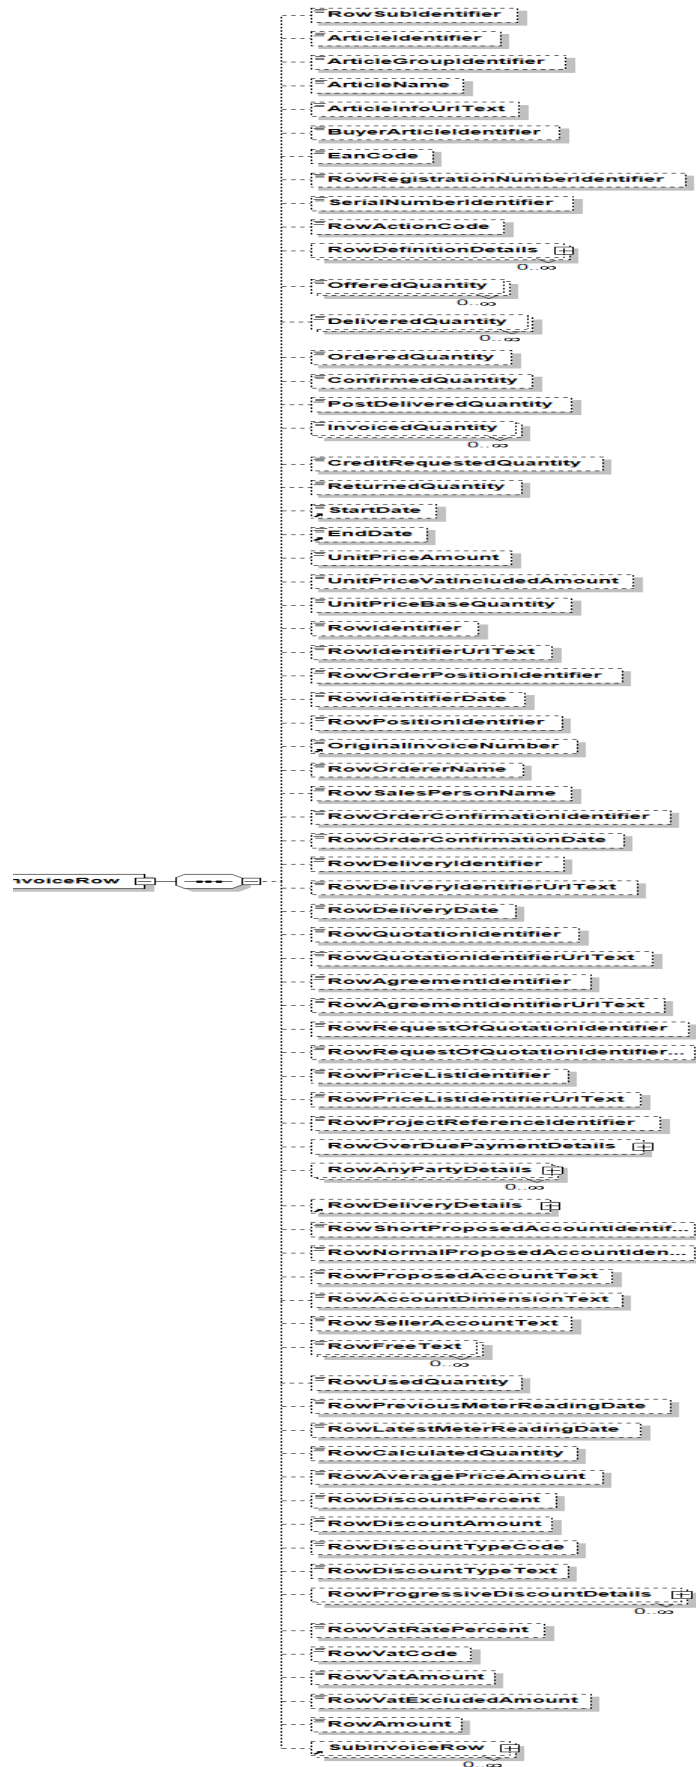 RowSubIdentifier
ArticleIdentifier
ArticleGroupIdentifier
ArticleName
ArticleInfoUrlText
BuyerArticleIdentifier
EanCode
RowRegistrationNumberIdentifier
SerialNumberIdentifier
RowActionCode
RowDefinitionDetails
0..∞
OfferedQuantity
0..∞
DeliveredQuantity
0..∞
OrderedQuantity
ConfirmedQuantity
PostDeliveredQuantity
InvoicedQuantity
0..∞
CreditRequestedQuantity
ReturnedQuantity
StartDate
EndDate
UnitPriceAmount
UnitPriceVatIncludedAmount
UnitPriceBaseQuantity
RowIdentifier
RowIdentifierUrlText
RowOrderPositionIdentifier
RowIdentifierDate
RowPositionIdentifier
OriginalInvoiceNumber
RowOrdererName
RowSalesPersonName
RowOrderConfirmationIdentifier
RowOrderConfirmationDate
RowDeliveryIdentifier
nvoiceRow
RowDeliveryIdentifierUrlText
RowDeliveryDate
RowQuotationIdentifier
RowQuotationIdentifierUrlText
RowAgreementIdentifier
RowAgreementIdentifierUrlText
RowRequestOfQuotationIdentifier
RowRequestOfQuotationIdentifier...
RowPriceListIdentifier
RowPriceListIdentifierUrlText
RowProjectReferenceIdentifier
RowOverDuePaymentDetails
RowAnyPartyDetails
0..∞
RowDeliveryDetails
RowShortProposedAccountIdentif...
RowNormalProposedAccountIden...
RowProposedAccountText
RowAccountDimensionText
RowSellerAccountText
RowFreeText
0..∞
RowUsedQuantity
RowPreviousMeterReadingDate
RowLatestMeterReadingDate
RowCalculatedQuantity
RowAveragePriceAmount
RowDiscountPercent
RowDiscountAmount
RowDiscountTypeCode
RowDiscountTypeText
RowProgressiveDiscountDetails
0..∞
RowVatRatePercent
RowVatCode
RowVatAmount
RowVatExcludedAmount
RowAmount
SubInvoiceRow
0..∞